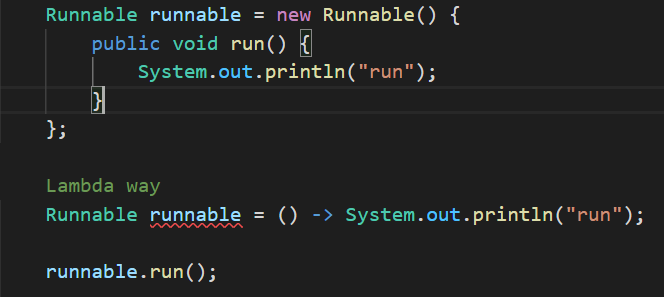 Runnable runnable = new Runnable() {
    public void run() {
        System.out.println("run");
    }
};
Lambda way
Runnable runnable = () -> System.out.println("run");
runnable.run();